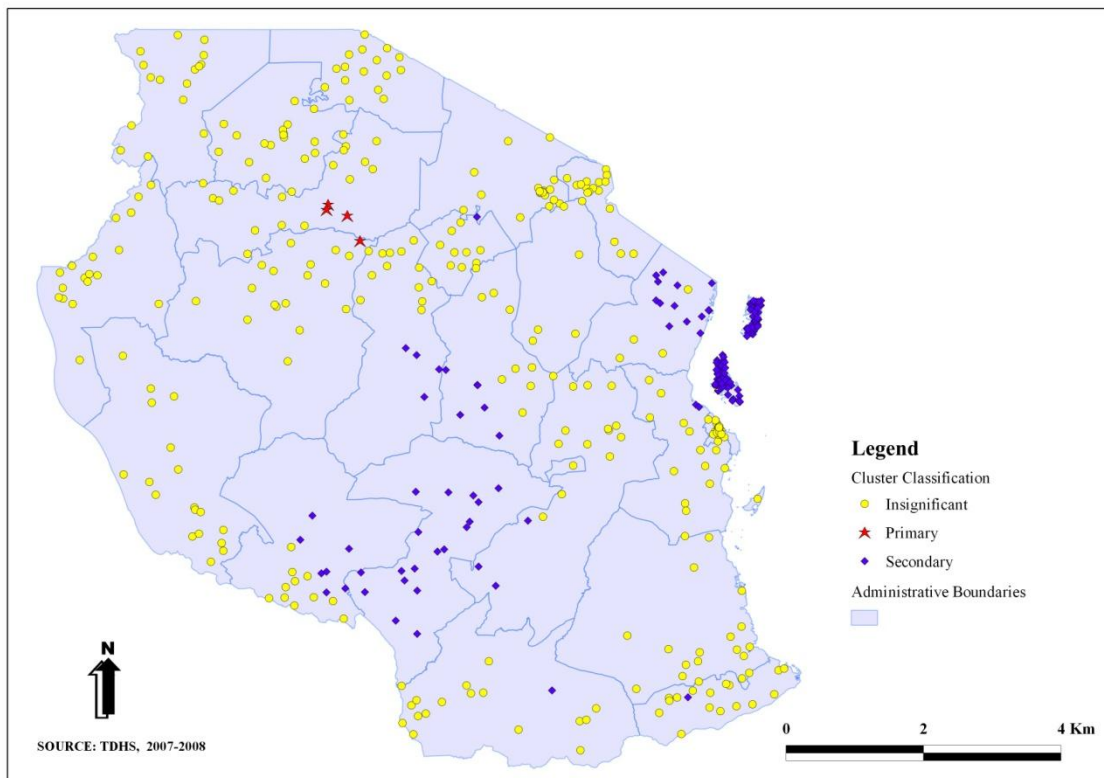 Legend
Cluster Classification
Insignificant
Primary
Secondary
Administrative Boundaries
N
SOURCE: TDHS, 2007-2008
0 2 4 Km